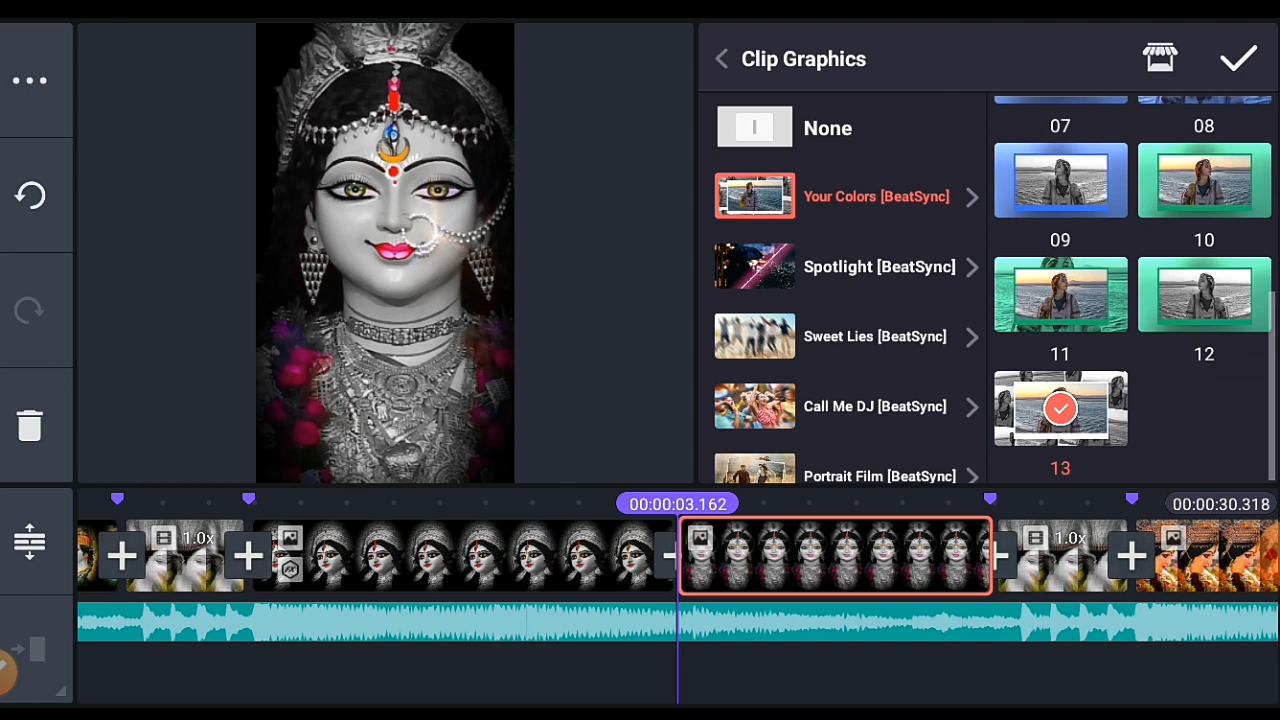 Clip Graphics
None
Your Colors [BeatSync]
Spotlight [BeatSync]
Sweet Lies [BeatSync]
Call Me DJ [BeatSync]
Portrait Film [BeatSync]
07
08
09
10
11
12
13
00:00:03.162
00:00:30.318
1.0x
1.0x